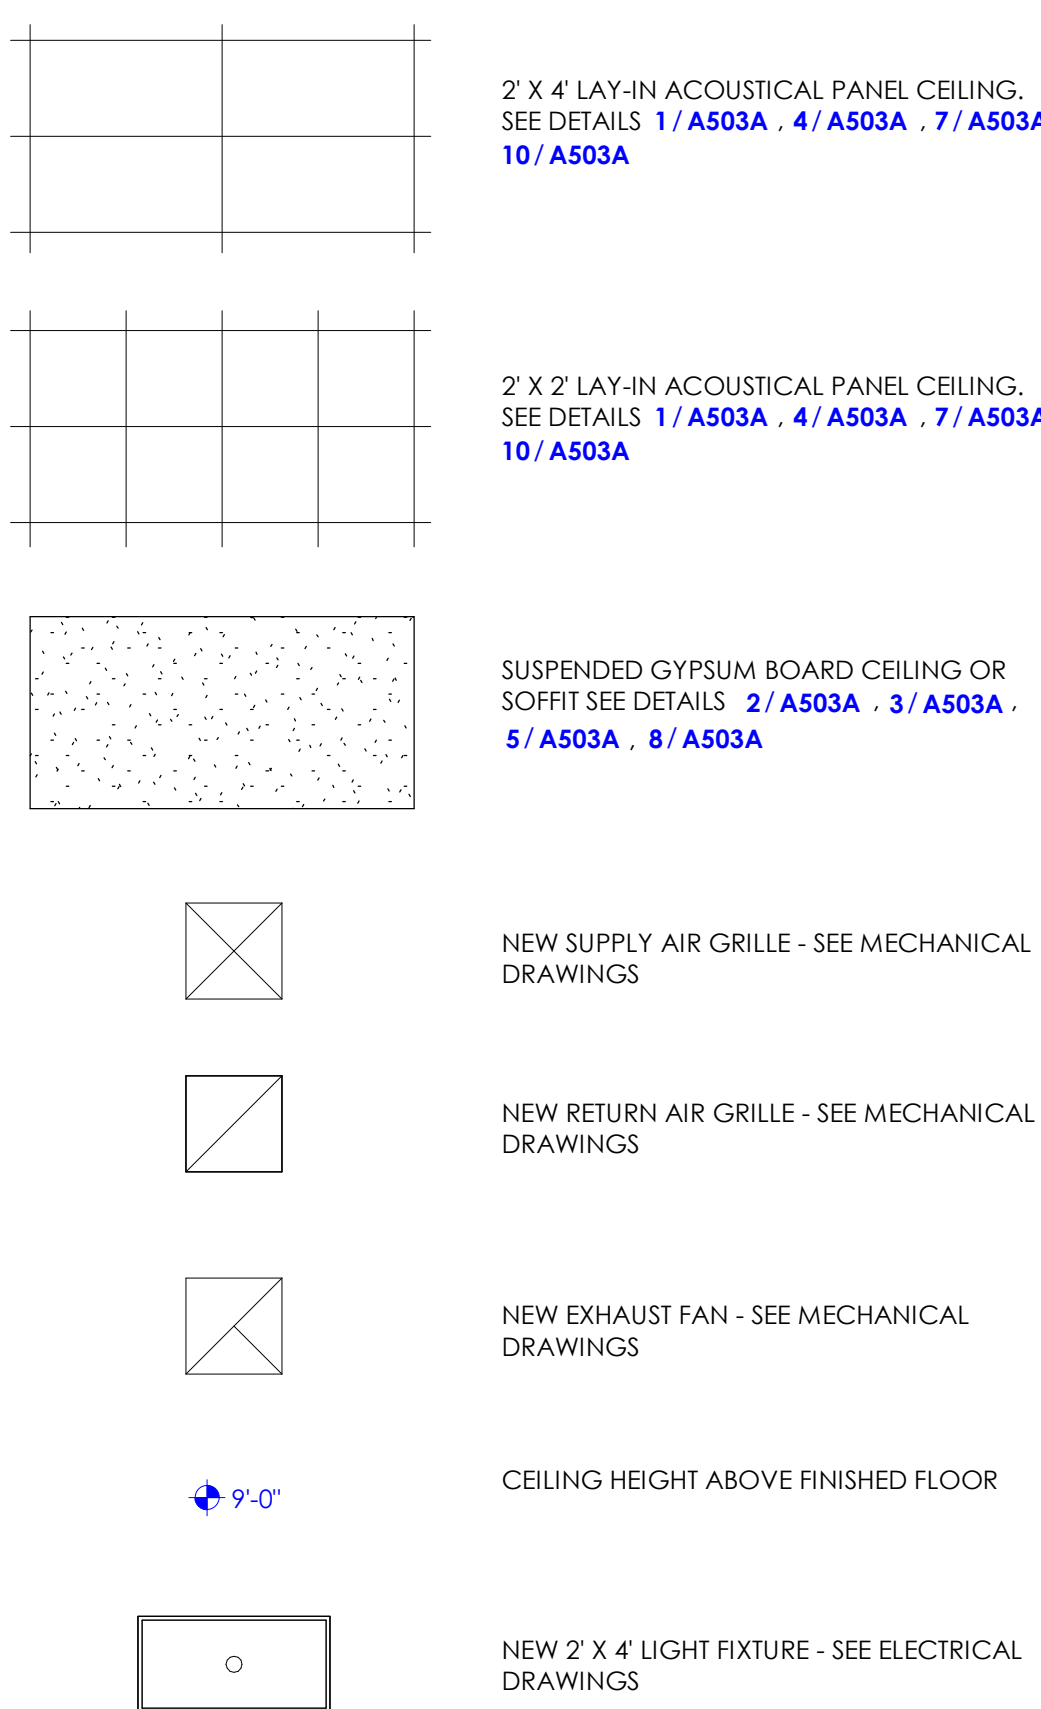 2' X 4' LAY-IN ACOUSTICAL PANEL CEILING.
SEE DETAILS 1 / A503A , 4 / A503A , 7 / A503A
10 / A503A
2' X 2' LAY-IN ACOUSTICAL PANEL CEILING.
SEE DETAILS 1 / A503A , 4 / A503A , 7 / A503A
10 / A503A
SUSPENDED GYPSUM BOARD CEILING OR
SOFFIT SEE DETAILS 2 / A503A , 3 / A503A ,
5 / A503A , 8 / A503A
NEW SUPPLY AIR GRILLE - SEE MECHANICAL
DRAWINGS
NEW RETURN AIR GRILLE - SEE MECHANICAL
DRAWINGS
NEW EXHAUST FAN - SEE MECHANICAL
DRAWINGS
9'-0" CEILING HEIGHT ABOVE FINISHED FLOOR
NEW 2' X 4' LIGHT FIXTURE - SEE ELECTRICAL
DRAWINGS